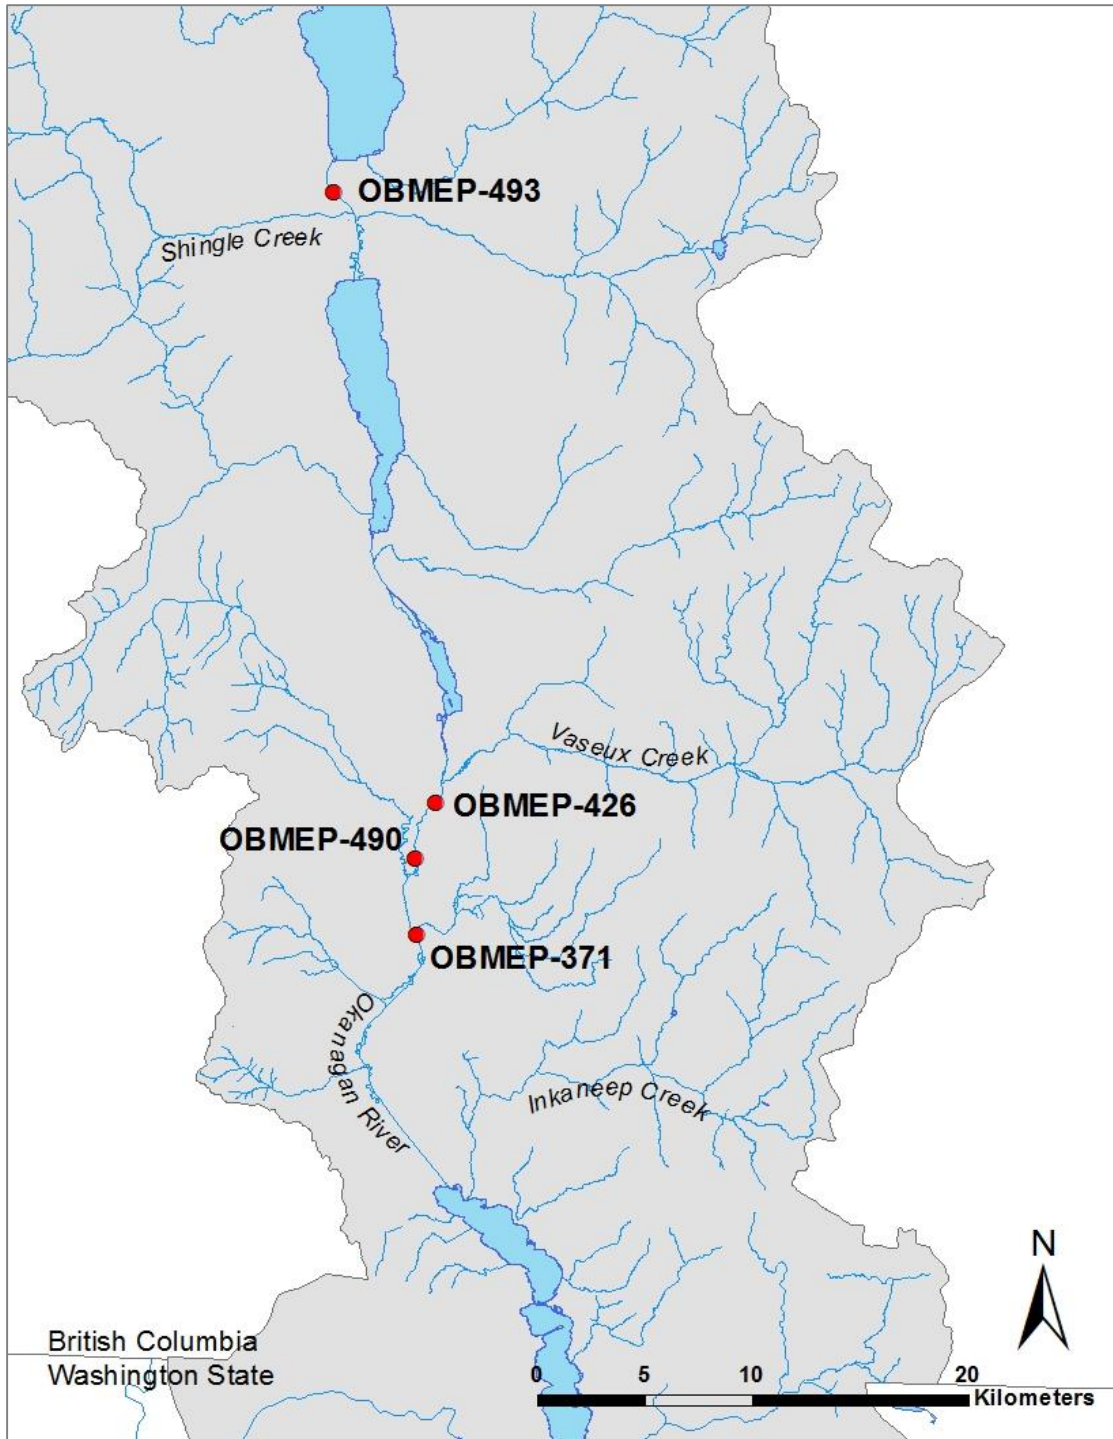 OBMEP-493
Shingle Creek
Vaseux Creek
OBMEP-426
OBMEP-490
OBMEP-371
Okanagan River
Inkaneep Creek
N
British Columbia
Washington State
0 5 10 20
Kilometers